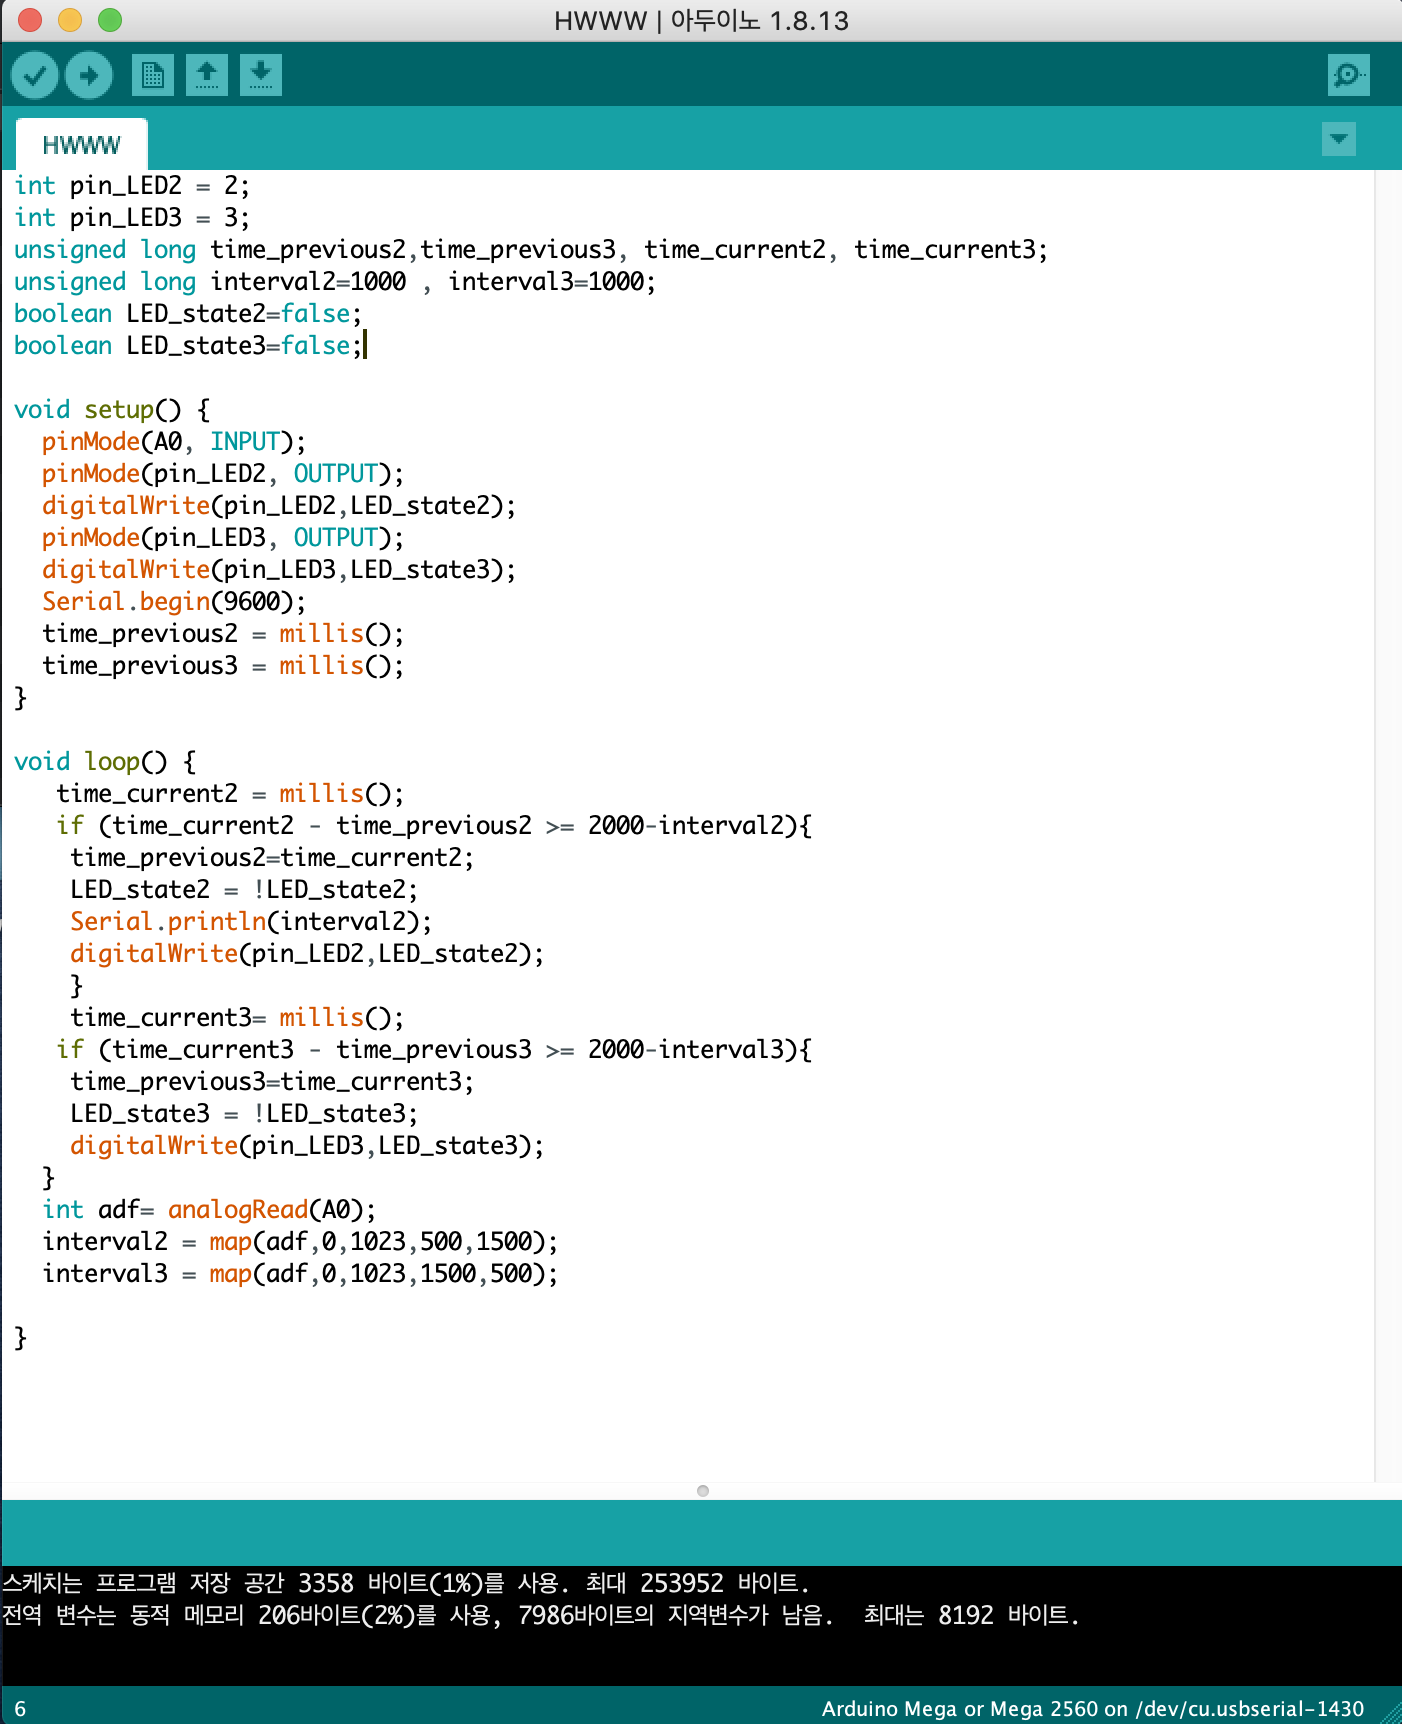 HWWW | 아두이노 1.8.13
HWWW
int pin_LED2 = 2;
int pin_LED3 = 3;
unsigned long time_previous2,time_previous3, time_current2, time_current3;
unsigned long interval2=1000 , interval3=1000;
boolean LED_state2=false;
boolean LED_state3=false;
void setup() {
pinMode(A0, INPUT);
pinMode(pin_LED2, OUTPUT);
digitalWrite(pin_LED2,LED_state2);
pinMode(pin_LED3, OUTPUT);
digitalWrite(pin_LED3,LED_state3);
Serial.begin(9600);
time_previous2 = millis();
time_previous3 = millis();
}
void loop() {
time_current2 = millis();
if (time_current2 - time_previous2 >= 2000-interval2){
time_previous2=time_current2;
LED_state2 = !LED_state2;
Serial.println(interval2);
digitalWrite(pin_LED2,LED_state2);
}
time_current3= millis();
if (time_current3 - time_previous3 >= 2000-interval3){
time_previous3=time_current3;
LED_state3 = !LED_state3;
digitalWrite(pin_LED3,LED_state3);
}
int adf= analogRead(A0);
interval2 = map(adf,0,1023,500,1500);
interval3 = map(adf,0,1023,1500,500);
}
스케치는 프로그램 저장 공간 3358 바이트(1%)를 사용. 최대 253952 바이트.
전역 변수는 동적 메모리 206바이트(2%)를 사용, 7986바이트의 지역변수가 남음.  최대는 8192 바이트.
6 Arduino Mega or Mega 2560 on /dev/cu.usbserial-1430